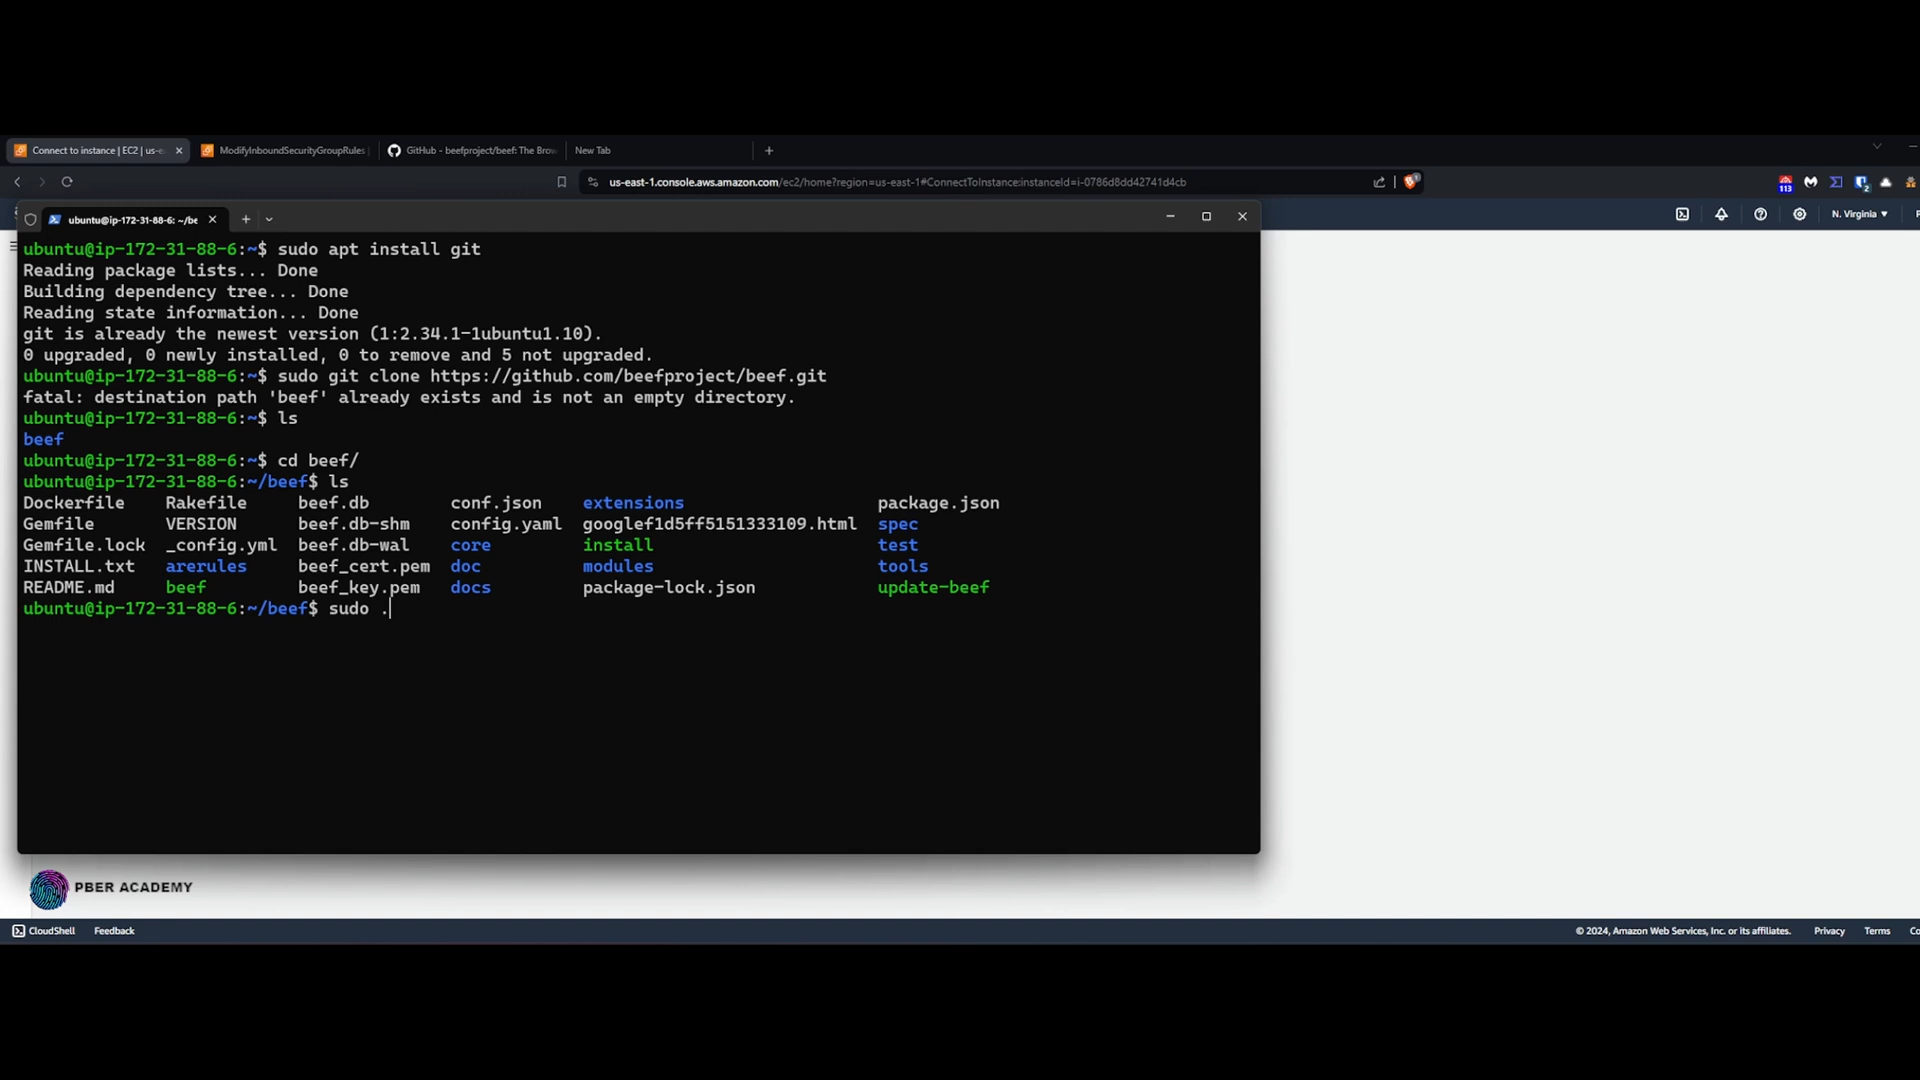 Connect to instance | EC2 | us-e
ModifyInboundSecurityGroupRules
GitHub - beefproject/beef: The Brow
New Tab
us-east-1.console.aws.amazon.com/ec2/home?region=us-east-1#ConnectToInstance:instanceId=i-0786d8dd42741d4cb
113
2
ubuntu@ip-172-31-88-6: ~/be
N. Virginia
ubuntu@ip-172-31-88-6:~$ sudo apt install git
Reading package lists... Done
Building dependency tree... Done
Reading state information... Done
git is already the newest version (1:2.34.1-1ubuntu1.10).
0 upgraded, 0 newly installed, 0 to remove and 5 not upgraded.
ubuntu@ip-172-31-88-6:~$ sudo git clone https://github.com/beefproject/beef.git
fatal: destination path 'beef' already exists and is not an empty directory.
ubuntu@ip-172-31-88-6:~$ ls
beef
ubuntu@ip-172-31-88-6:~$ cd beef/
ubuntu@ip-172-31-88-6:~/beef$ ls
Dockerfile Rakefile beef.db conf.json extensions package.json
Gemfile VERSION beef.db-shm config.yaml googlef1d5ff5151333109.html spec
Gemfile.lock _config.yml beef.db-wal core install test
INSTALL.txt arerules beef_cert.pem doc modules tools
README.md beef beef_key.pem docs package-lock.json update-beef
ubuntu@ip-172-31-88-6:~/beef$ sudo .
PBER ACADEMY
CloudShell Feedback
© 2024, Amazon Web Services, Inc. or its affiliates. Privacy Terms Co